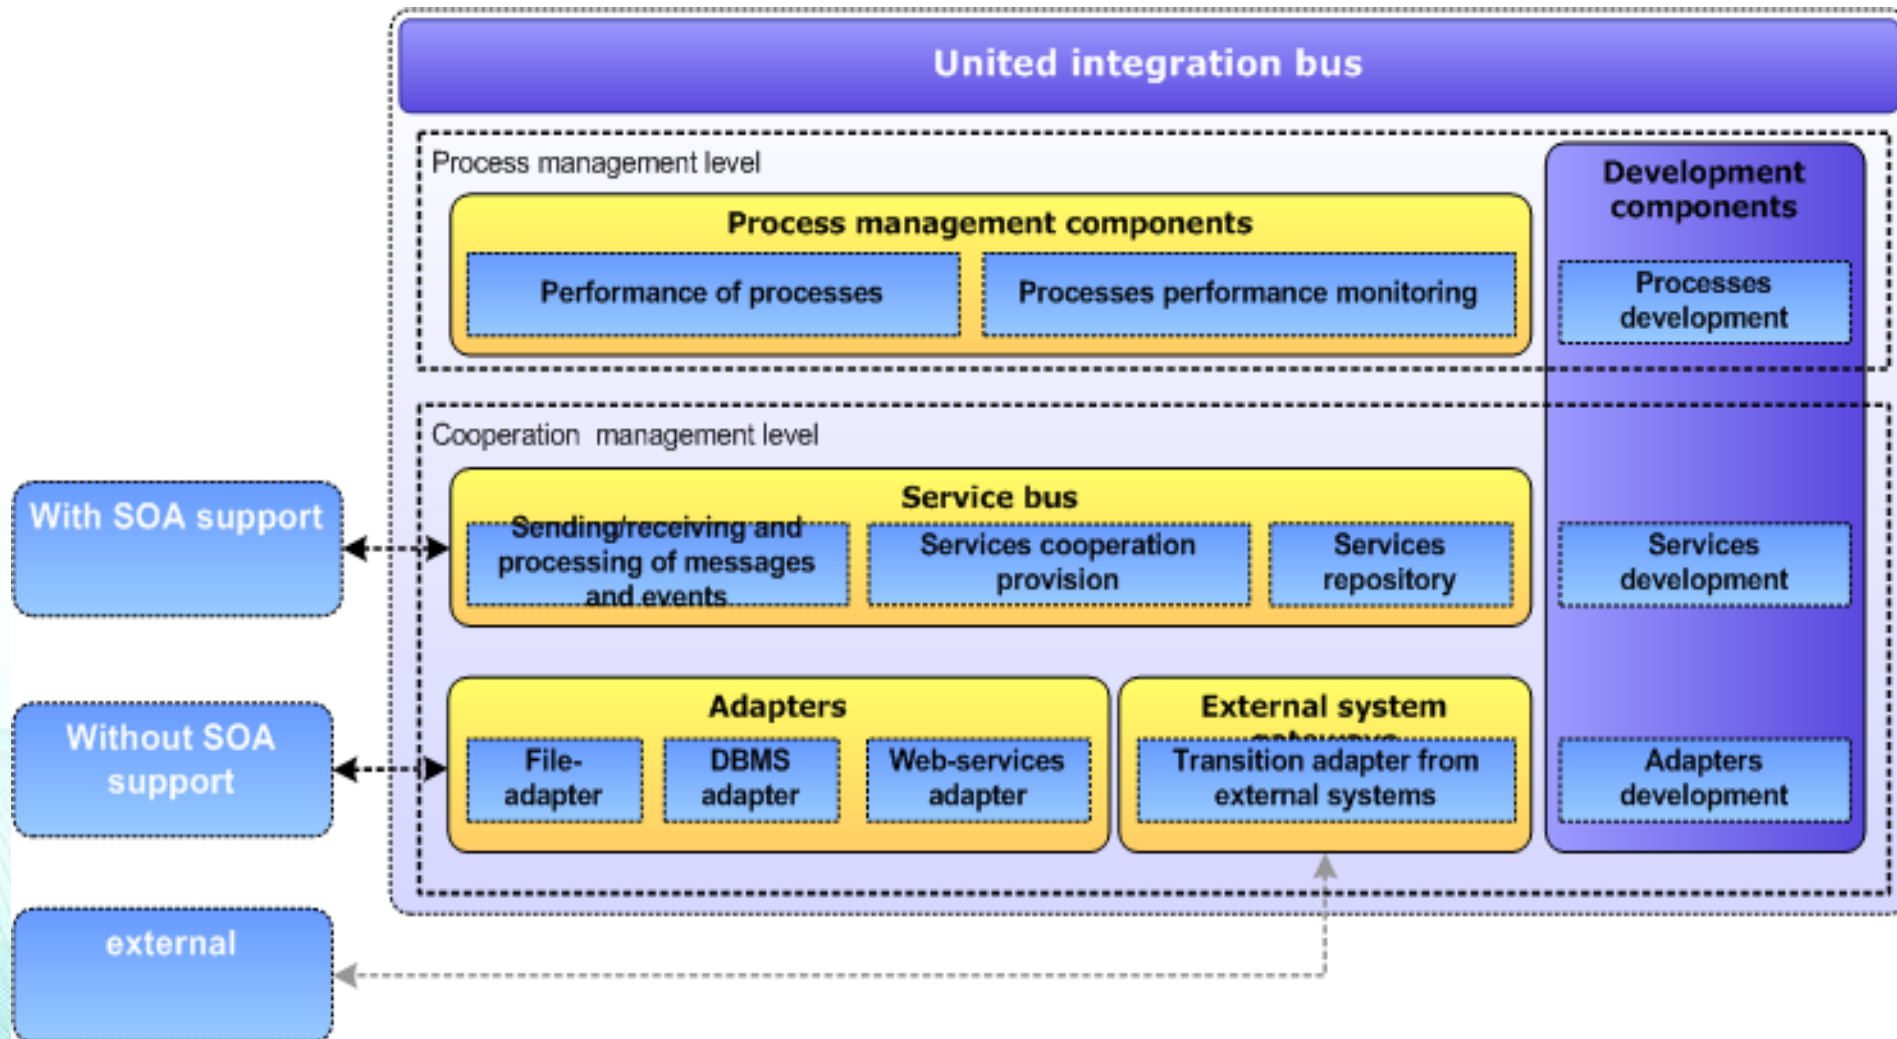 United integration bus
Process management level
Process management components
Performance of processes
Processes performance monitoring
Development
components
Processes
development
Cooperation management level
Service bus
Sending/receiving and
processing of messages
and events
Services cooperation
provision
Services
repository
Services
development
Adapters
File-
adapter
DBMS
adapter
Web-services
adapter
External system
gateways
Transition adapter from
external systems
Adapters
development
With SOA support
Without SOA
support
external